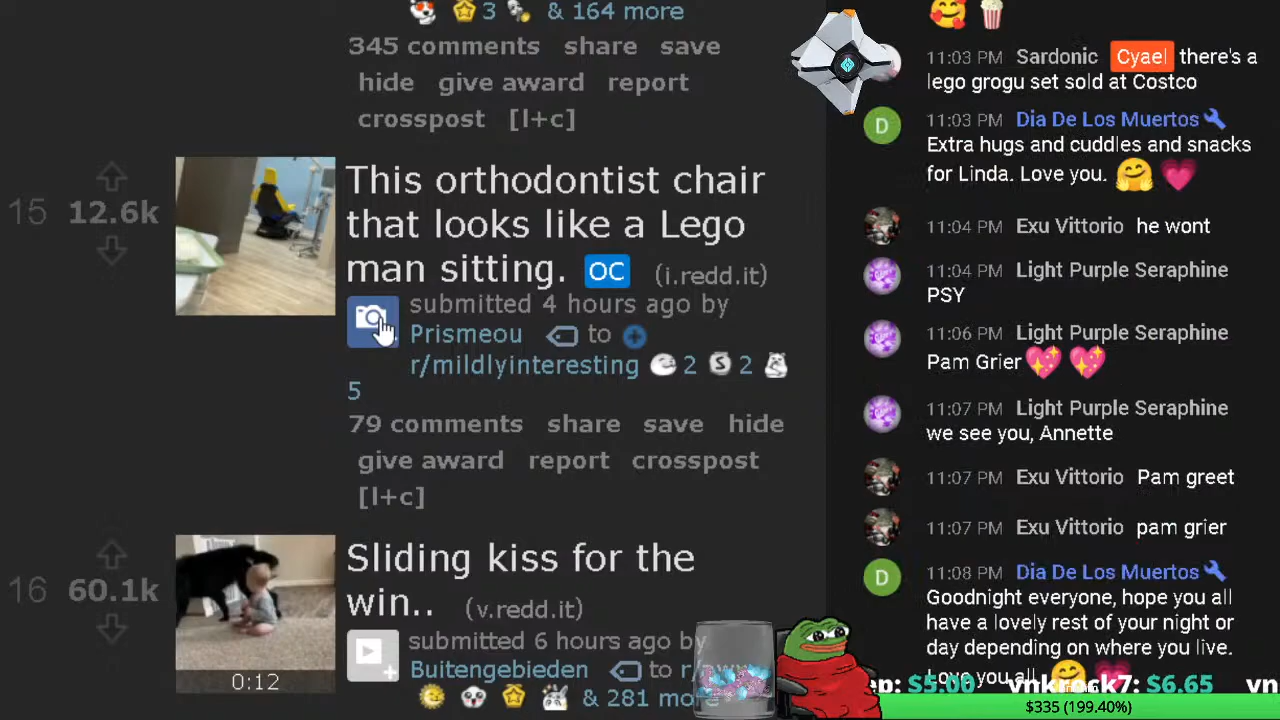 3 & 164 more
345 comments share save
hide give award report
crosspost [l+c]
15 12.6k
This orthodontist chair
that looks like a Lego
man sitting. OC (i.redd.it)
submitted 4 hours ago by
Prismeou to
r/mildlyinteresting 2 S 2
5
79 comments share save hide
give award report crosspost
[l+c]
16 60.1k
0:12
Sliding kiss for the
win.. (v.redd.it)
submitted 6 hours ago by
Buitengebieden to
& 281 more
11:03 PM Sardonic Cyael there's a
lego grogu set sold at Costco
D 11:03 PM Dia De Los Muertos
Extra hugs and cuddles and snacks
for Linda. Love you.
11:04 PM Exu Vittorio he wont
11:04 PM Light Purple Seraphine
PSY
11:06 PM Light Purple Seraphine
Pam Grier
11:07 PM Light Purple Seraphine
we see you, Annette
11:07 PM Exu Vittorio Pam greet
11:07 PM Exu Vittorio pam grier
D 11:08 PM Dia De Los Muertos
Goodnight everyone, hope you all
have a lovely rest of your night or
day depending on where you live.
Love you all
ep: $5.00 vnkrock7: $6.65 vn
$335 (199.40%)